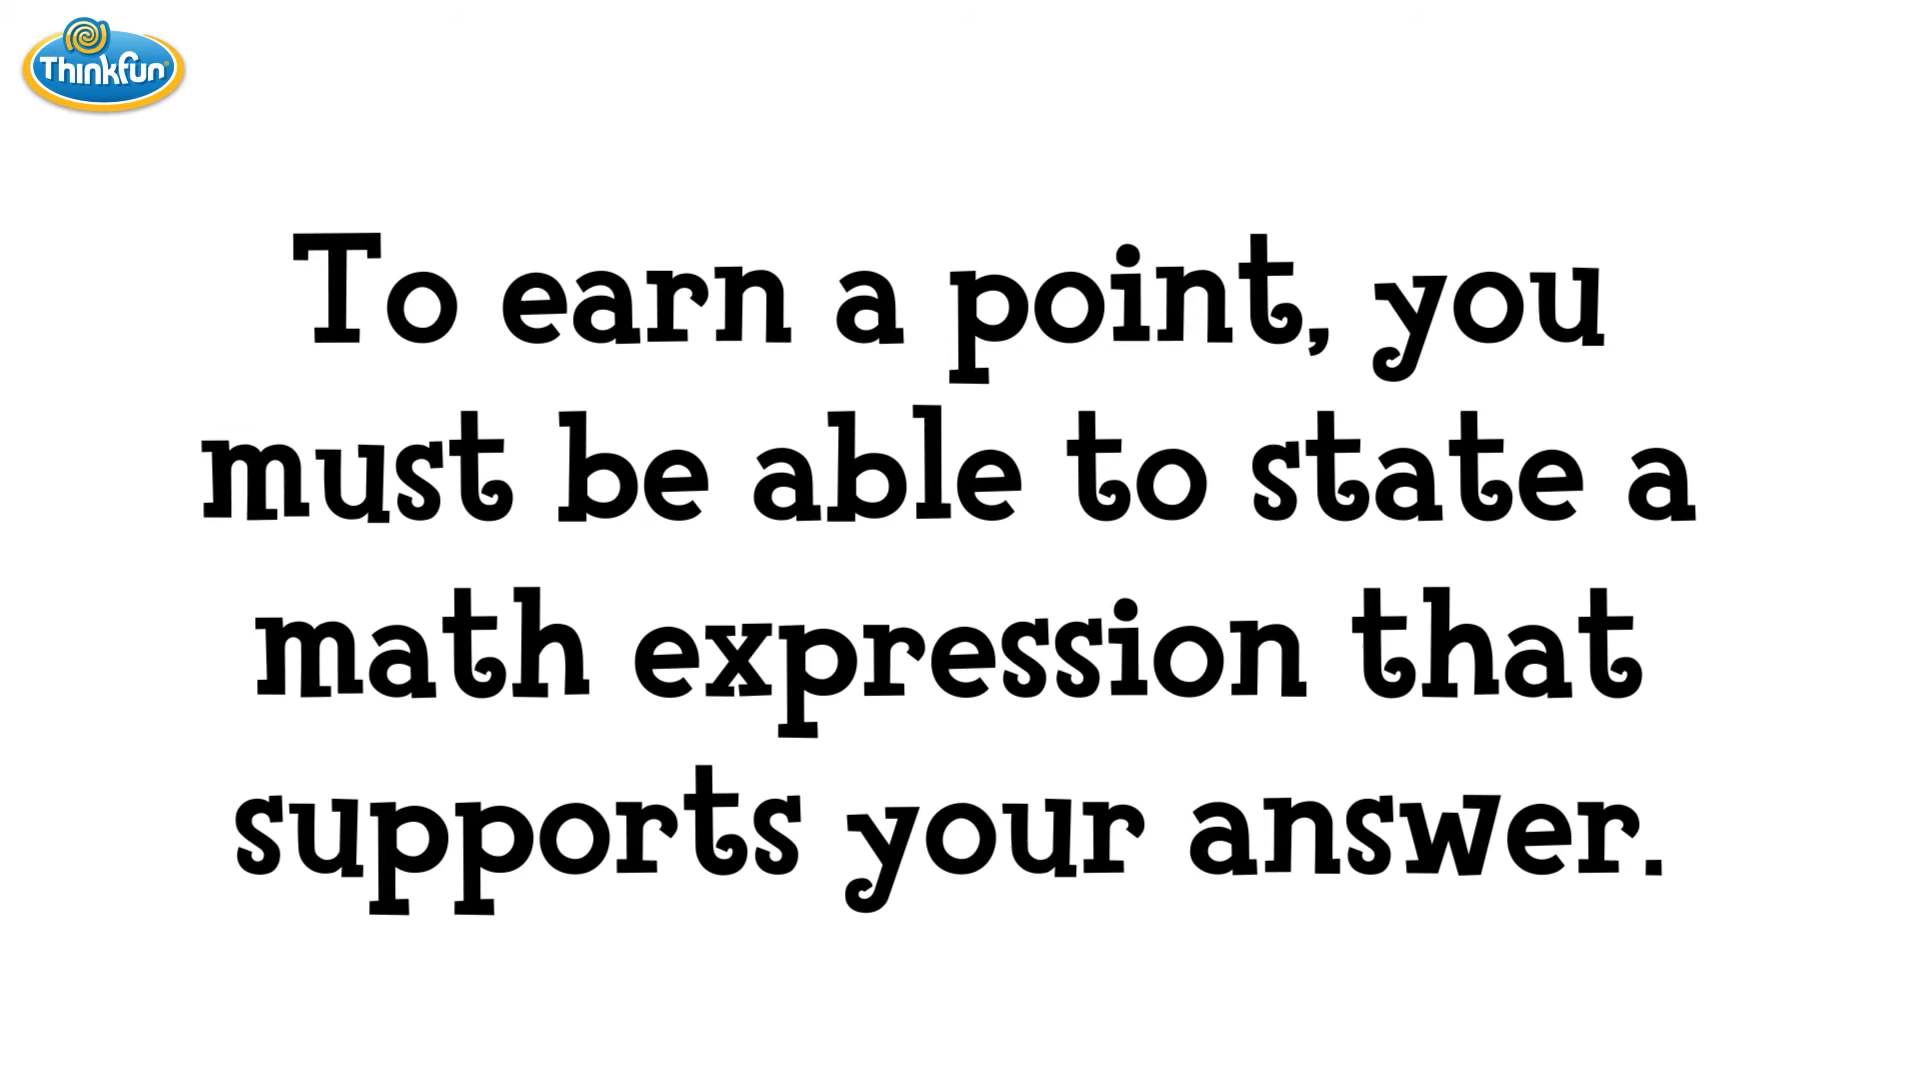 Thinkfun
To earn a point, you
must be able to state a
math expression that
supports your answer.